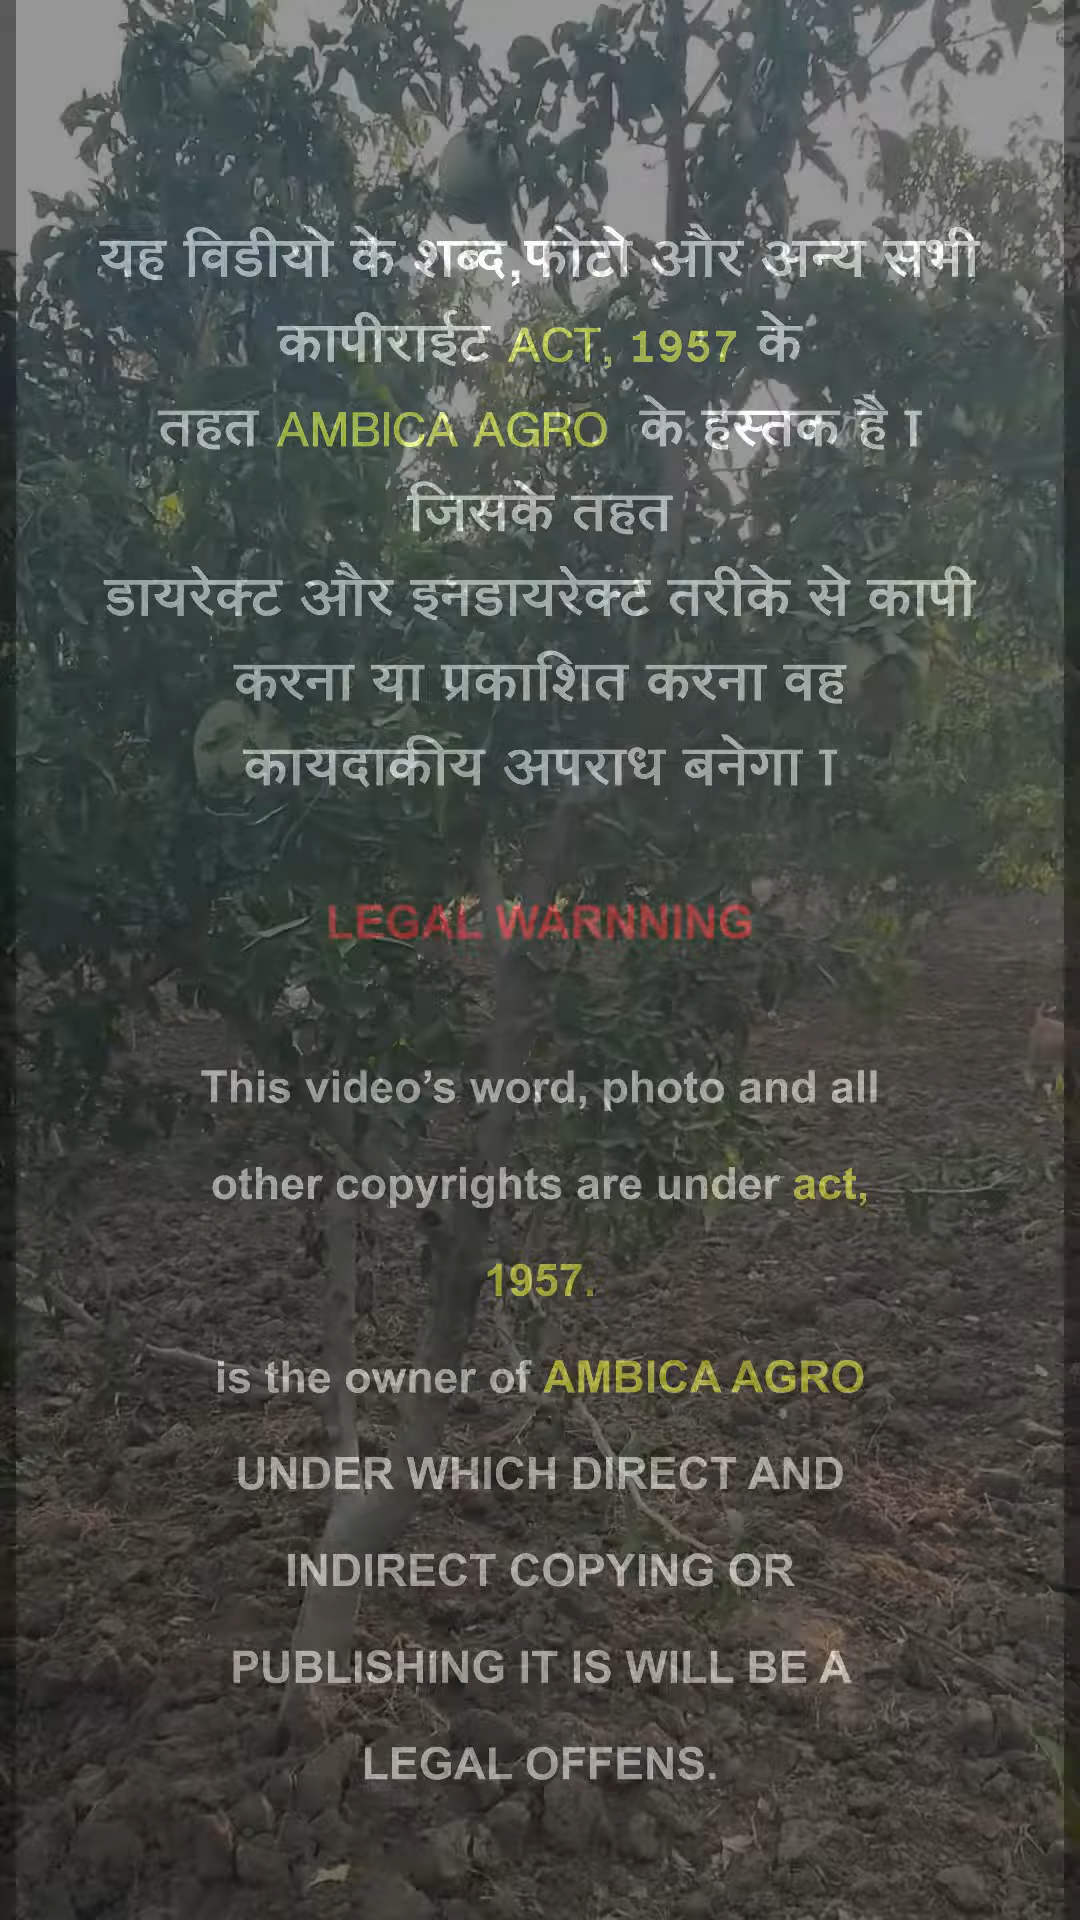 यह विडीयो के शब्द,फोटो और अन्य सभी
कापीराईट ACT, 1957 के
तहत AMBICA AGRO के हस्तक है ।
जिसके तहत
डायरेक्ट और इनडायरेक्ट तरीके से कापी
करना या प्रकाशित करना वह
कायदाकीय अपराध बनेगा ।
LEGAL WARNNING
This video’s word, photo and all
other copyrights are under act,
1957.
is the owner of AMBICA AGRO
UNDER WHICH DIRECT AND
INDIRECT COPYING OR
PUBLISHING IT IS WILL BE A
LEGAL OFFENS.